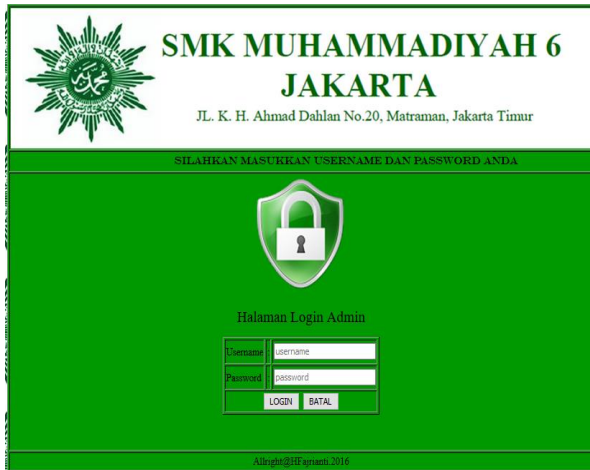 SMK MUHAMMADIYAH 6
JAKARTA
JL. K. H. Ahmad Dahlan No.20, Matraman, Jakarta Timur
SILAHKAN MASUKKAN USERNAME DAN PASSWORD ANDA
Halaman Login Admin
Username : username
Password : password
LOGIN BATAL
Allright@HFajrianti.2016